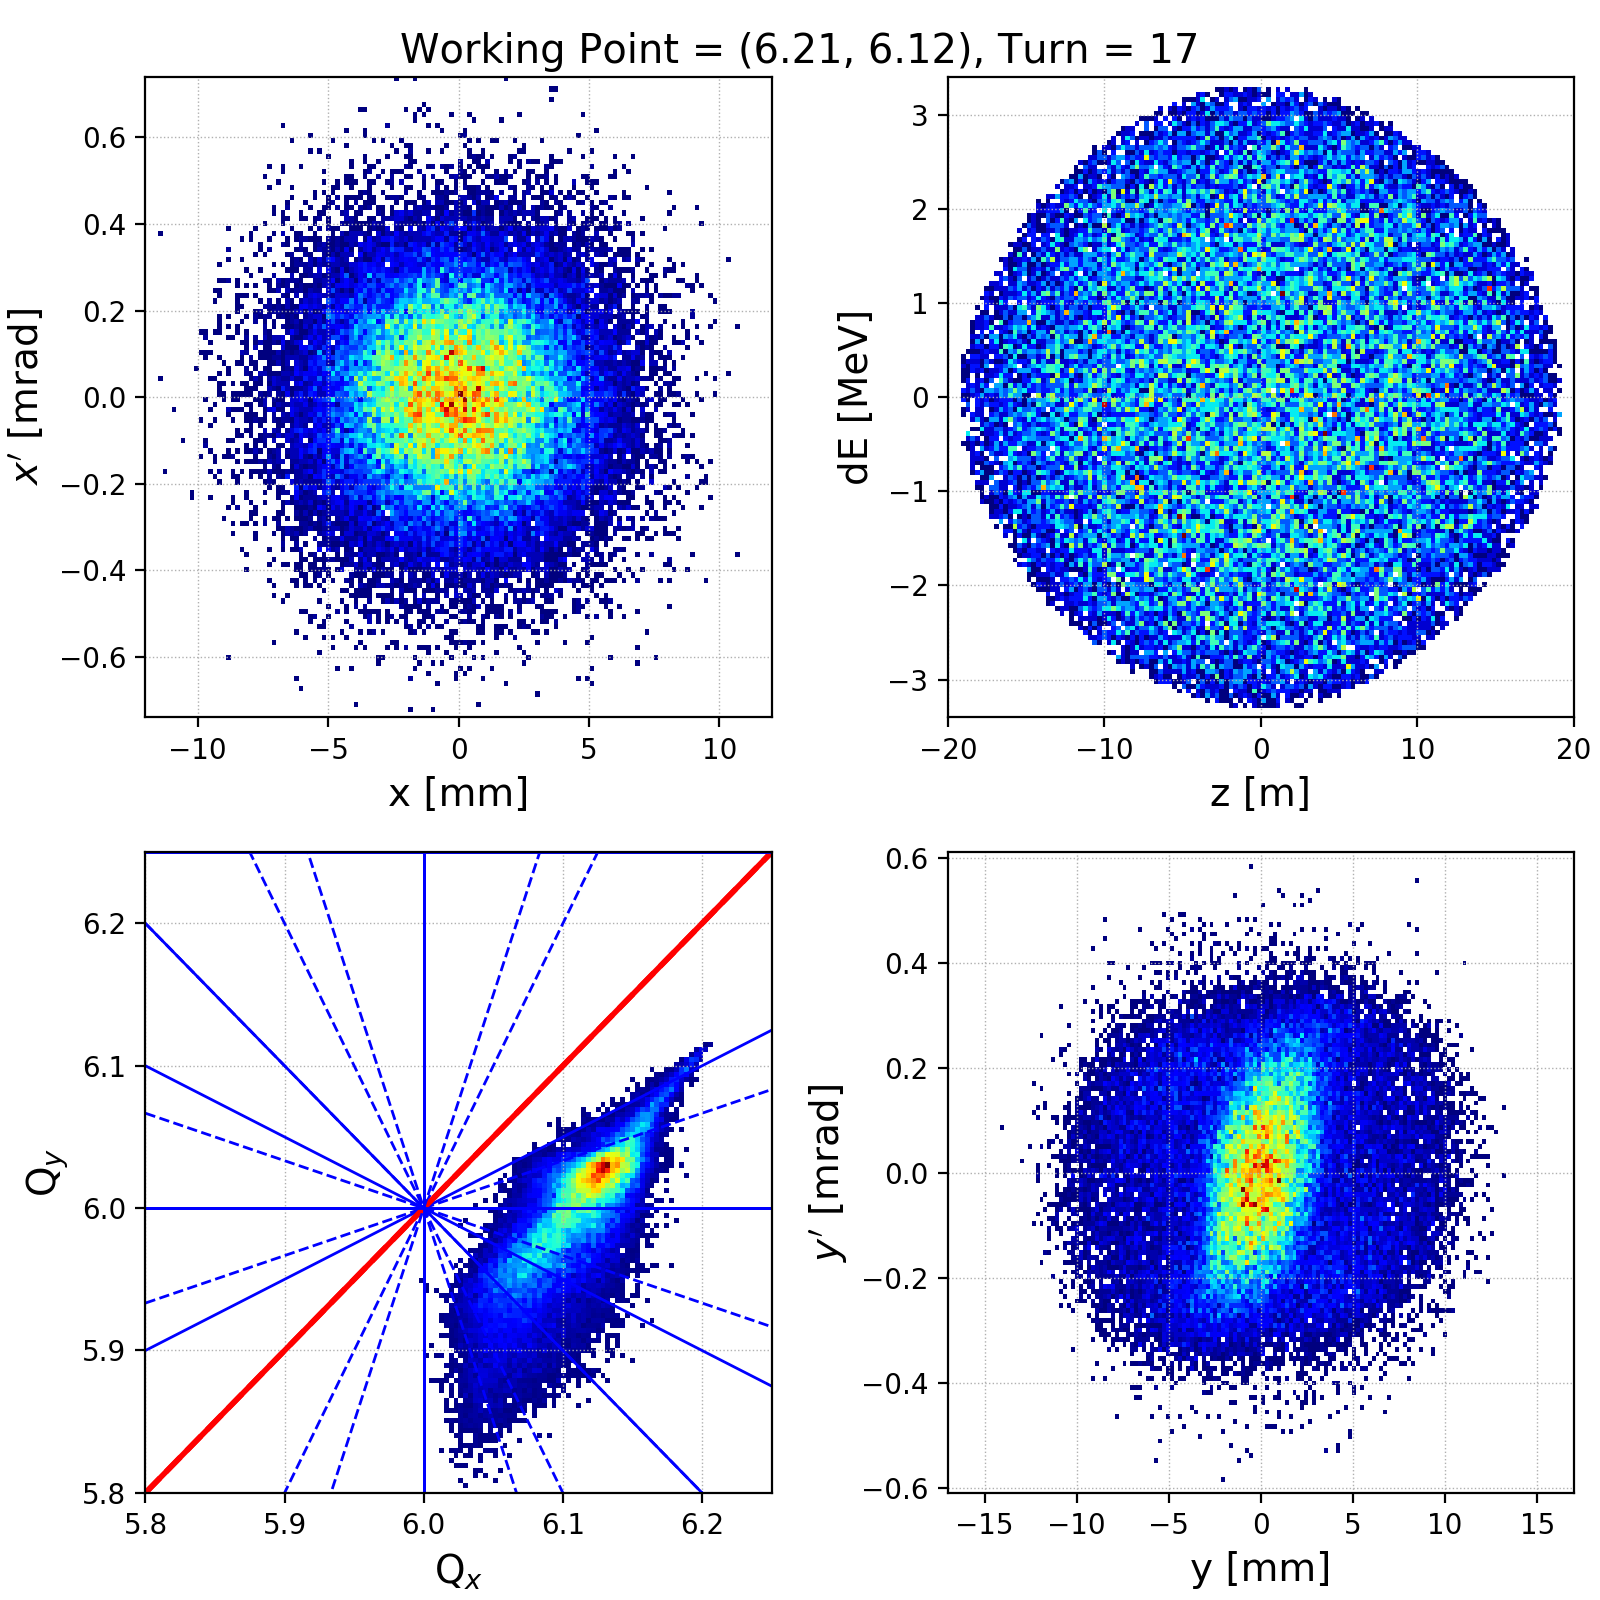 Working Point = (6.21, 6.12), Turn = 17
0.6
0.4
0.2
0.0
−0.2
−0.4
−0.6
x′ [mrad]
−10 −5 0 5 10
x [mm]
3
2
1
0
−1
−2
−3
dE [MeV]
−20 −10 0 10 20
z [m]
6.2
6.1
6.0
5.9
5.8
Qy
5.8 5.9 6.0 6.1 6.2
Qx
0.6
0.4
0.2
0.0
−0.2
−0.4
−0.6
y′ [mrad]
−15 −10 −5 0 5 10 15
y [mm]